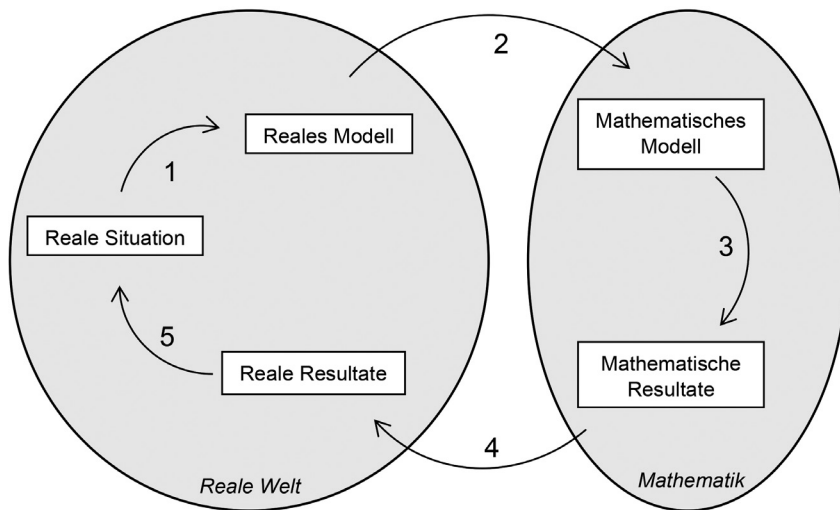 2
Reales Modell
Mathematisches
Modell
1
Reale Situation
3
5
Reale Resultate
Mathematische
Resultate
4
Reale Welt
Mathematik